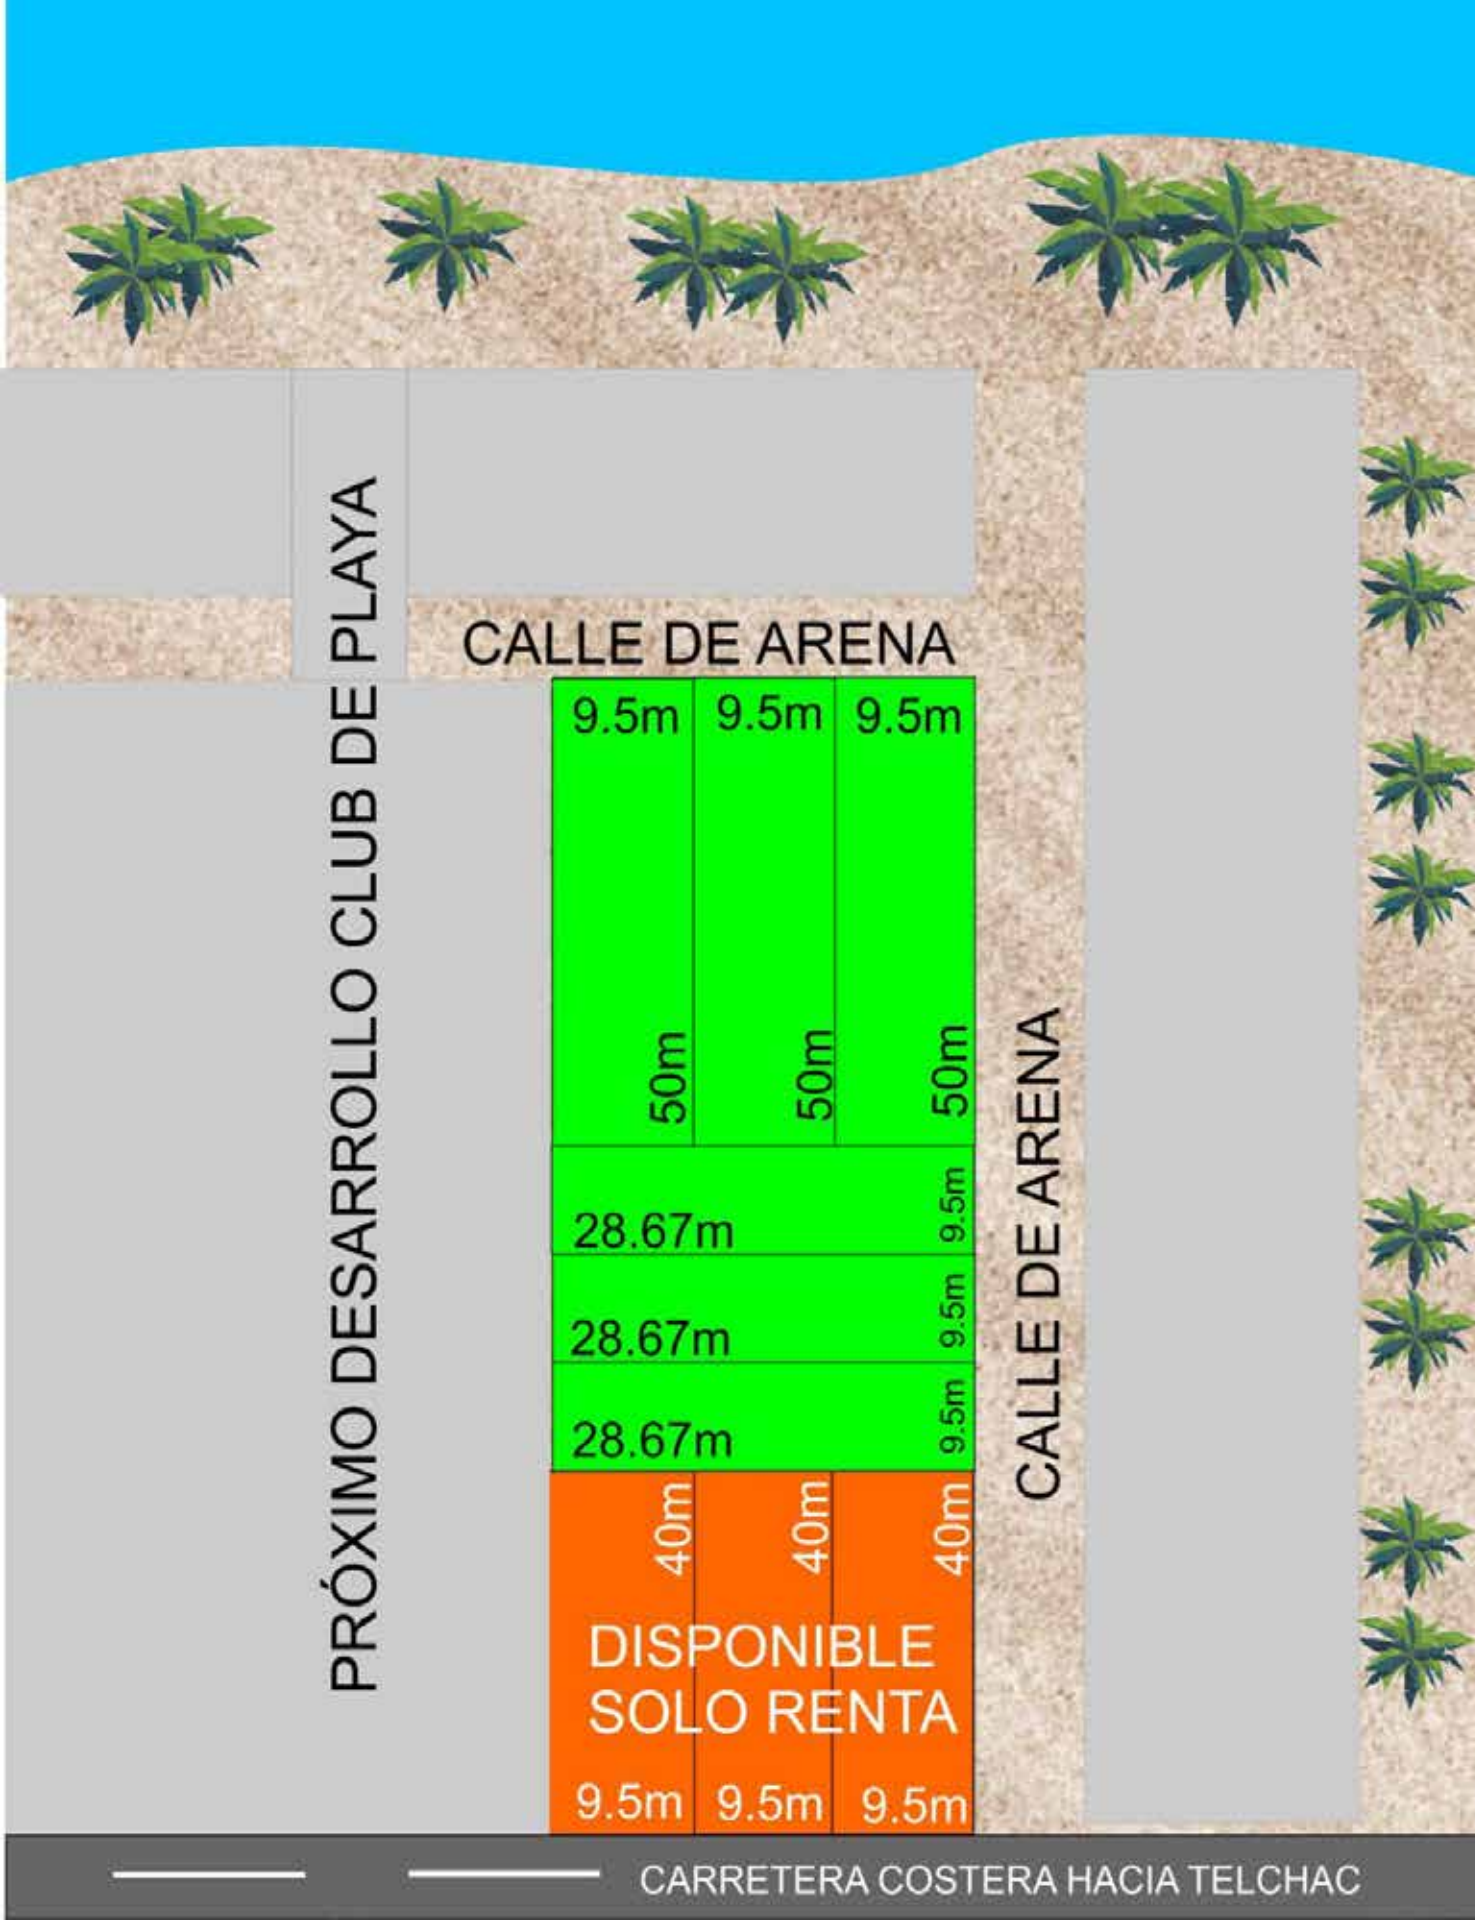 PRÓXIMO DESARROLLO CLUB DE PLAYA
CALLE DE ARENA
9.5m 9.5m 9.5m
50m 50m 50m
CALLE DE ARENA
28.67m 9.5m
28.67m 9.5m
28.67m 9.5m
40m 40m 40m
DISPONIBLE
SOLO RENTA
9.5m 9.5m 9.5m
CARRETERA COSTERA HACIA TELCHAC